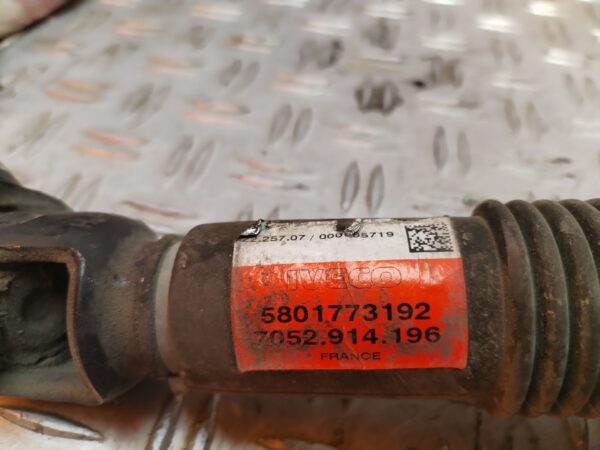 .257.07 / 000 65719
IVECO
5801773192
7052.914.196
FRANCE